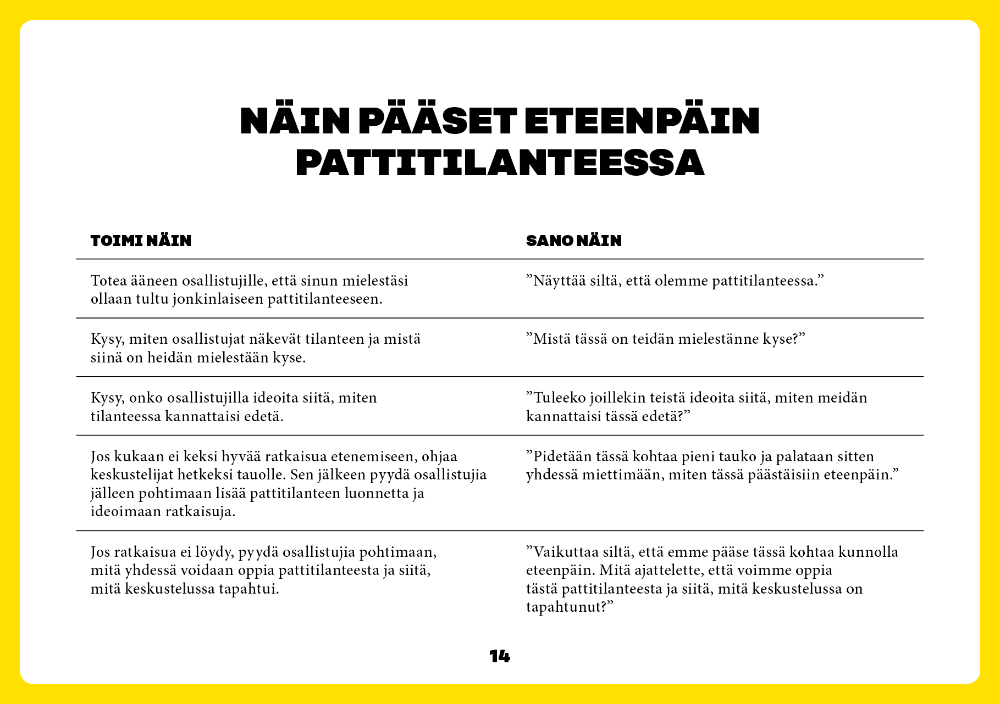 NÄIN PÄÄSET ETEENPÄIN
PATTITILANTEESSA
TOIMI NÄIN
SANO NÄIN
Totea ääneen osallistujille, että sinun mielestäsi
ollaan tultu jonkinlaiseen pattitilanteeseen.
”Näyttää siltä, että olemme pattitilanteessa.”
Kysy, miten osallistujat näkevät tilanteen ja mistä
siinä on heidän mielestään kyse.
”Mistä tässä on teidän mielestänne kyse?”
Kysy, onko osallistujilla ideoita siitä, miten
tilanteessa kannattaisi edetä.
”Tuleeko joillekin teistä ideoita siitä, miten meidän
kannattaisi tässä edetä?”
Jos kukaan ei keksi hyvää ratkaisua etenemiseen, ohjaa
keskustelijat hetkeksi tauolle. Sen jälkeen pyydä osallistujia
jälleen pohtimaan lisää pattitilanteen luonnetta ja
ideoimaan ratkaisuja.
”Pidetään tässä kohtaa pieni tauko ja palataan sitten
yhdessä miettimään, miten tässä päästäisiin eteenpäin.”
Jos ratkaisua ei löydy, pyydä osallistujia pohtimaan,
mitä yhdessä voidaan oppia pattitilanteesta ja siitä,
mitä keskustelussa tapahtui.
”Vaikuttaa siltä, että emme pääse tässä kohtaa kunnolla
eteenpäin. Mitä ajattelette, että voimme oppia
tästä pattitilanteesta ja siitä, mitä keskustelussa on
tapahtunut?”
14